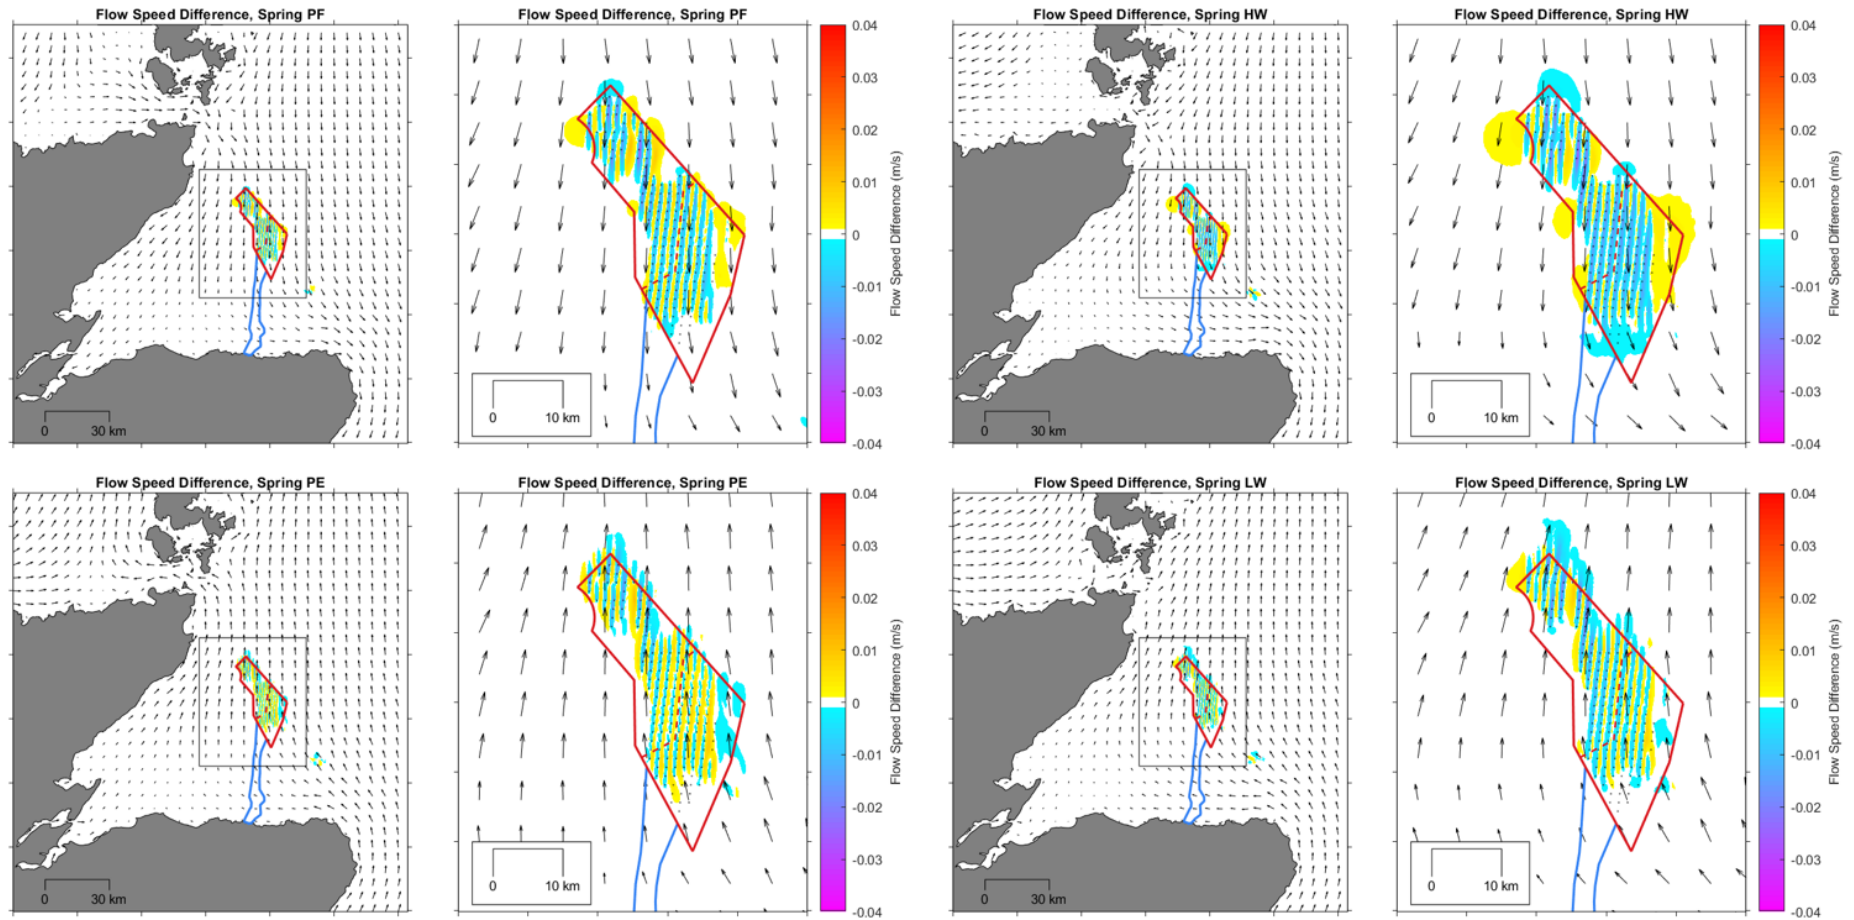 Flow Speed Difference, Spring PF
0 30 km
Flow Speed Difference, Spring PF
0 10 km
0.04
0.03
0.02
0.01
0
-0.01
-0.02
-0.03
-0.04
Flow Speed Difference (m/s)
Flow Speed Difference, Spring HW
0 30 km
Flow Speed Difference, Spring HW
0 10 km
0.04
0.03
0.02
0.01
0
-0.01
-0.02
-0.03
-0.04
Flow Speed Difference (m/s)
Flow Speed Difference, Spring PE
0 30 km
Flow Speed Difference, Spring PE
0 10 km
0.04
0.03
0.02
0.01
0
-0.01
-0.02
-0.03
-0.04
Flow Speed Difference (m/s)
Flow Speed Difference, Spring LW
0 30 km
Flow Speed Difference, Spring LW
0 10 km
0.04
0.03
0.02
0.01
0
-0.01
-0.02
-0.03
-0.04
Flow Speed Difference (m/s)